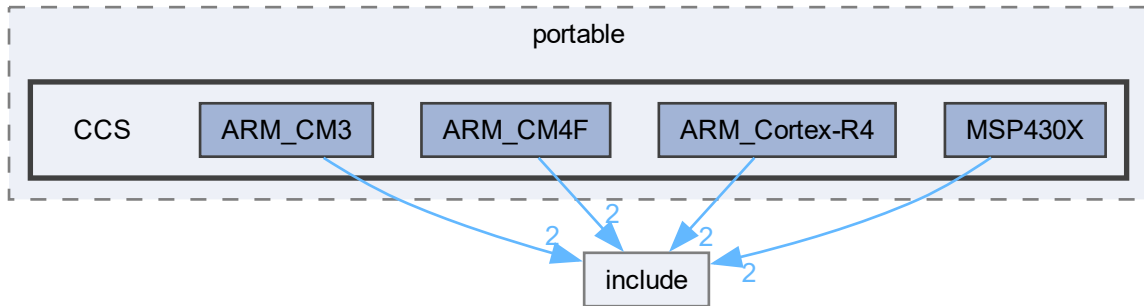 portable
CCS
ARM_CM3
ARM_CM4F
ARM_Cortex-R4
MSP430X
2
2
2
2
include